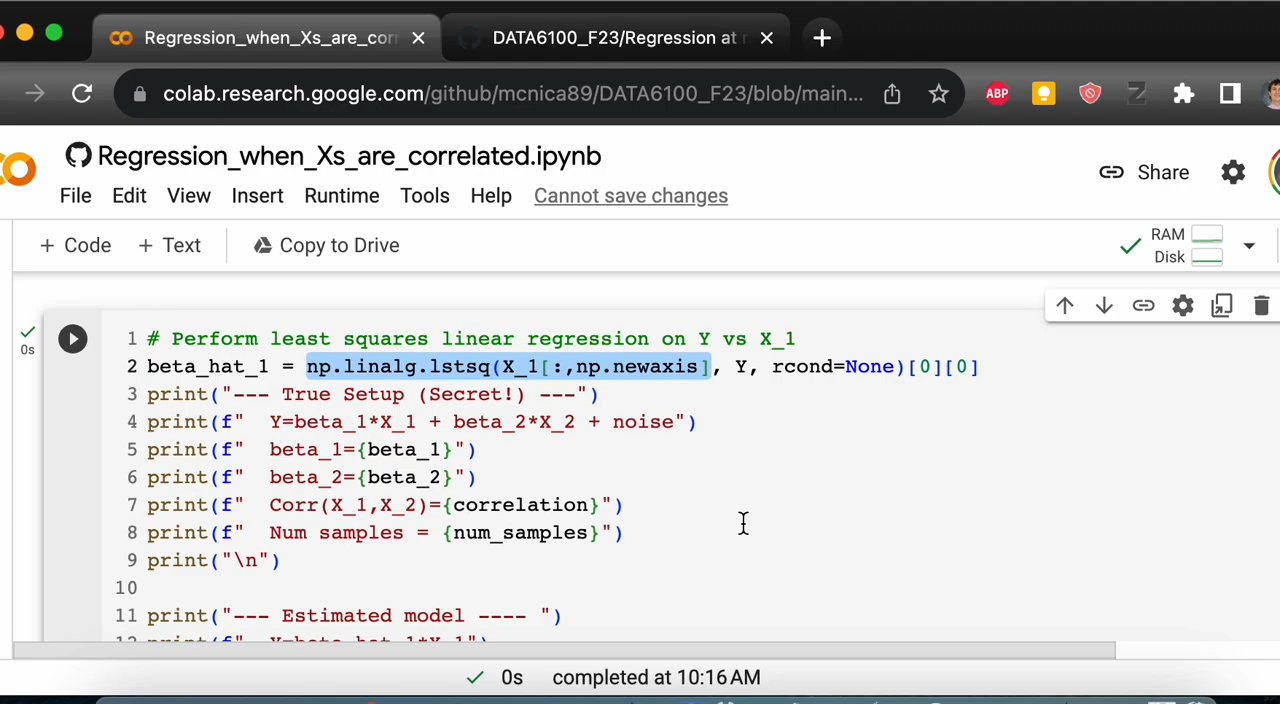 Regression_when_Xs_are_cor
DATA6100_F23/Regression at
colab.research.google.com/github/mcnica89/DATA6100_F23/blob/main...
ABP
Regression_when_Xs_are_correlated.ipynb
File Edit View Insert Runtime Tools Help Cannot save changes
Share
+ Code + Text Copy to Drive
RAM
Disk
0s
1 # Perform least squares linear regression on Y vs X_1
2 beta_hat_1 = np.linalg.lstsq(X_1[:,np.newaxis], Y, rcond=None)[0][0]
3 print("--- True Setup (Secret!) ---")
4 print(f"  Y=beta_1*X_1 + beta_2*X_2 + noise")
5 print(f"  beta_1={beta_1}")
6 print(f"  beta_2={beta_2}")
7 print(f"  Corr(X_1,X_2)={correlation}")
8 print(f"  Num samples = {num_samples}")
9 print("\n")
10
11 print("--- Estimated model ---- ")
12 print(f"  Y=beta_hat_1*X_1")
0s completed at 10:16 AM